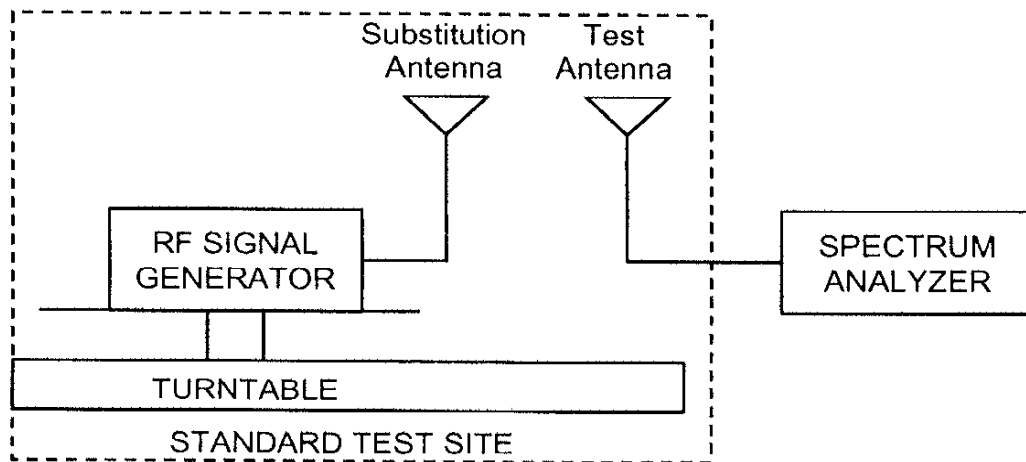 Substitution
Antenna
Test
Antenna
RF SIGNAL
GENERATOR
SPECTRUM
ANALYZER
TURNTABLE
STANDARD TEST SITE